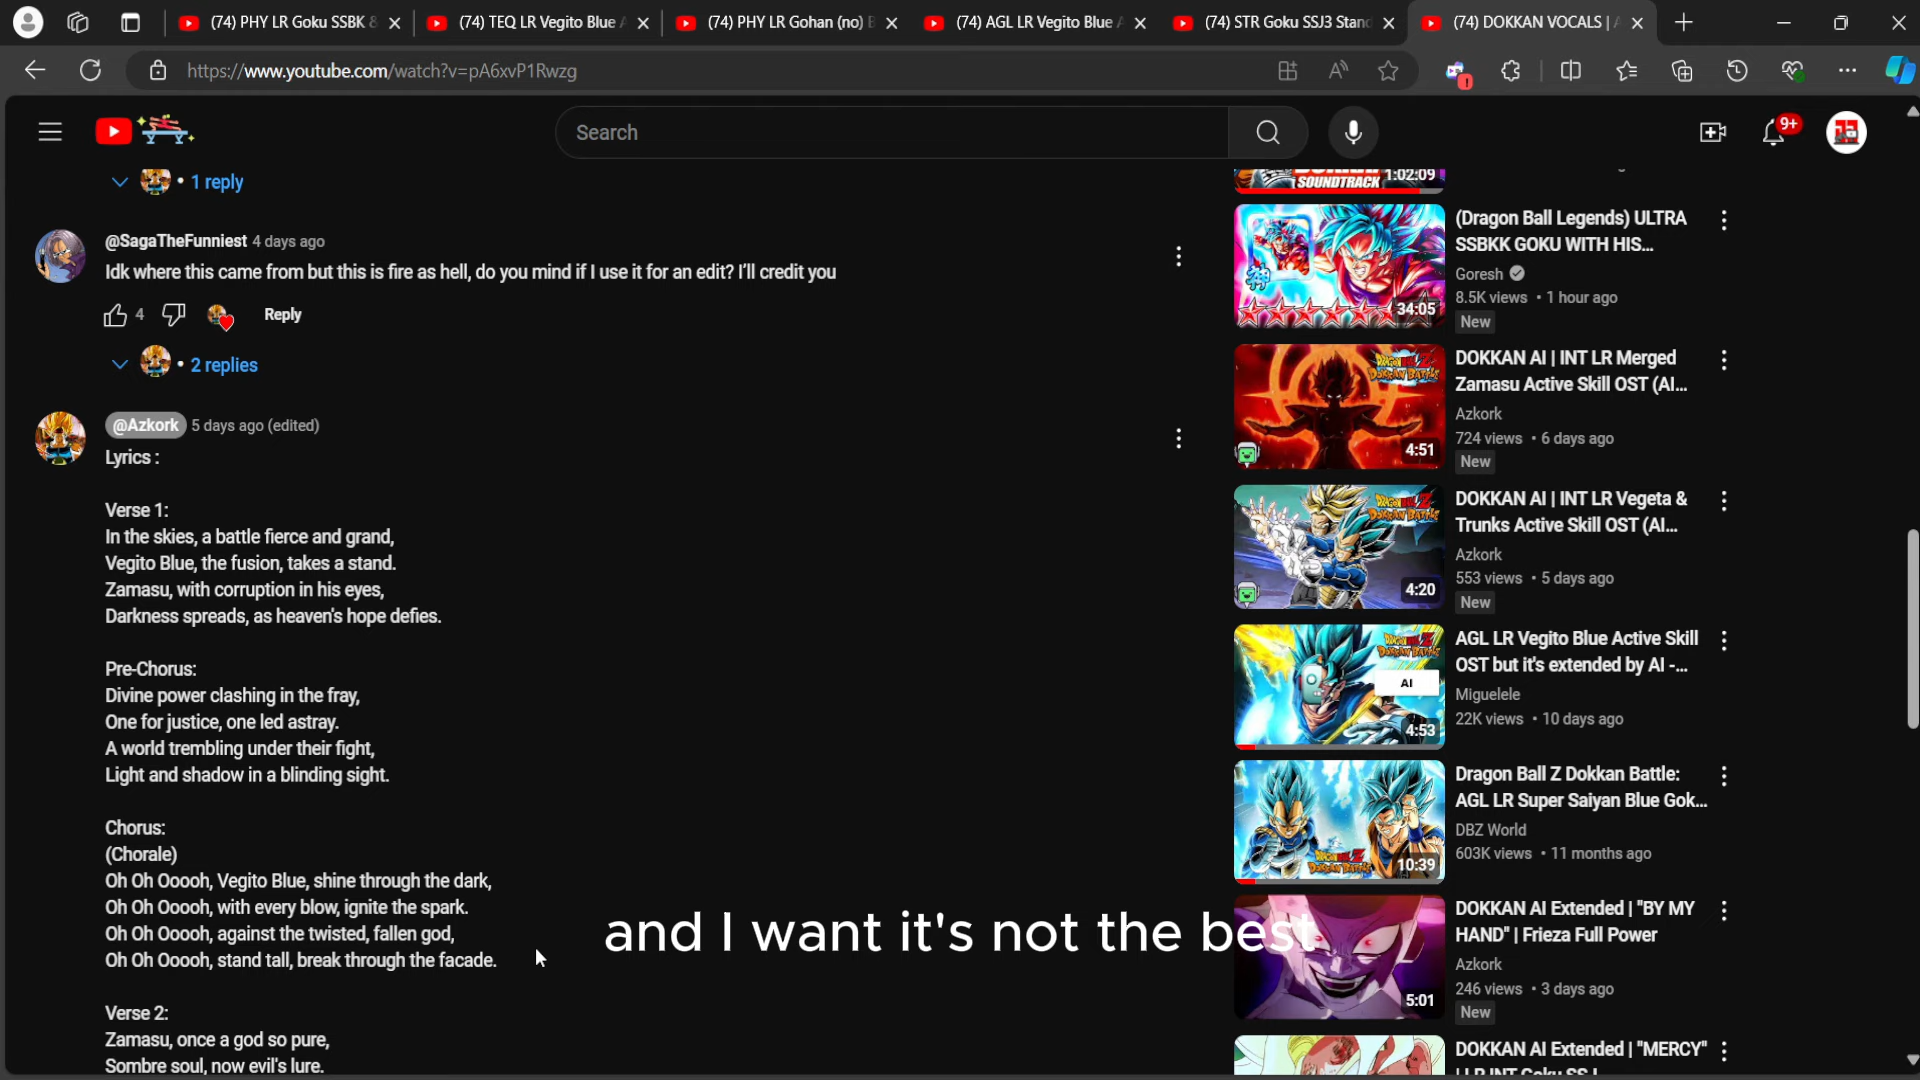 (74) PHY LR Goku SSBK &
(74) TEQ LR Vegito Blue A
(74) PHY LR Gohan (no) B
(74) AGL LR Vegito Blue A
(74) STR Goku SSJ3 Stand
(74) DOKKAN VOCALS | A
https://www.youtube.com/watch?v=pA6xvP1Rwzg
Search
9+
1 reply
@SagaTheFunniest 4 days ago
Idk where this came from but this is fire as hell, do you mind if I use it for an edit? I'll credit you
4
Reply
2 replies
@Azkork 5 days ago (edited)
Lyrics :
Verse 1:
In the skies, a battle fierce and grand,
Vegito Blue, the fusion, takes a stand.
Zamasu, with corruption in his eyes,
Darkness spreads, as heaven's hope defies.
Pre-Chorus:
Divine power clashing in the fray,
One for justice, one led astray.
A world trembling under their fight,
Light and shadow in a blinding sight.
Chorus:
(Chorale)
Oh Oh Ooooh, Vegito Blue, shine through the dark,
Oh Oh Ooooh, with every blow, ignite the spark.
Oh Oh Ooooh, against the twisted, fallen god,
Oh Oh Ooooh, stand tall, break through the facade.
Verse 2:
Zamasu, once a god so pure,
Sombre soul, now evil's lure.
and I want it's not the best
SOUNDTRACK
1:02:09
(Dragon Ball Legends) ULTRA
SSBKK GOKU WITH HIS...
Goresh
8.5K views • 1 hour ago
New
34:05
DOKKAN AI | INT LR Merged
Zamasu Active Skill OST (AI...
Azkork
724 views • 6 days ago
New
4:51
DOKKAN AI | INT LR Vegeta &
Trunks Active Skill OST (AI...
Azkork
553 views • 5 days ago
New
4:20
AGL LR Vegito Blue Active Skill
OST but it's extended by AI -...
Miguelele
22K views • 10 days ago
AI
4:53
Dragon Ball Z Dokkan Battle:
AGL LR Super Saiyan Blue Gok...
DBZ World
603K views • 11 months ago
10:39
DOKKAN AI Extended | "BY MY
HAND" | Frieza Full Power
Azkork
246 views • 3 days ago
New
5:01
DOKKAN AI Extended | "MERCY"
| LR INT Goku SSJ